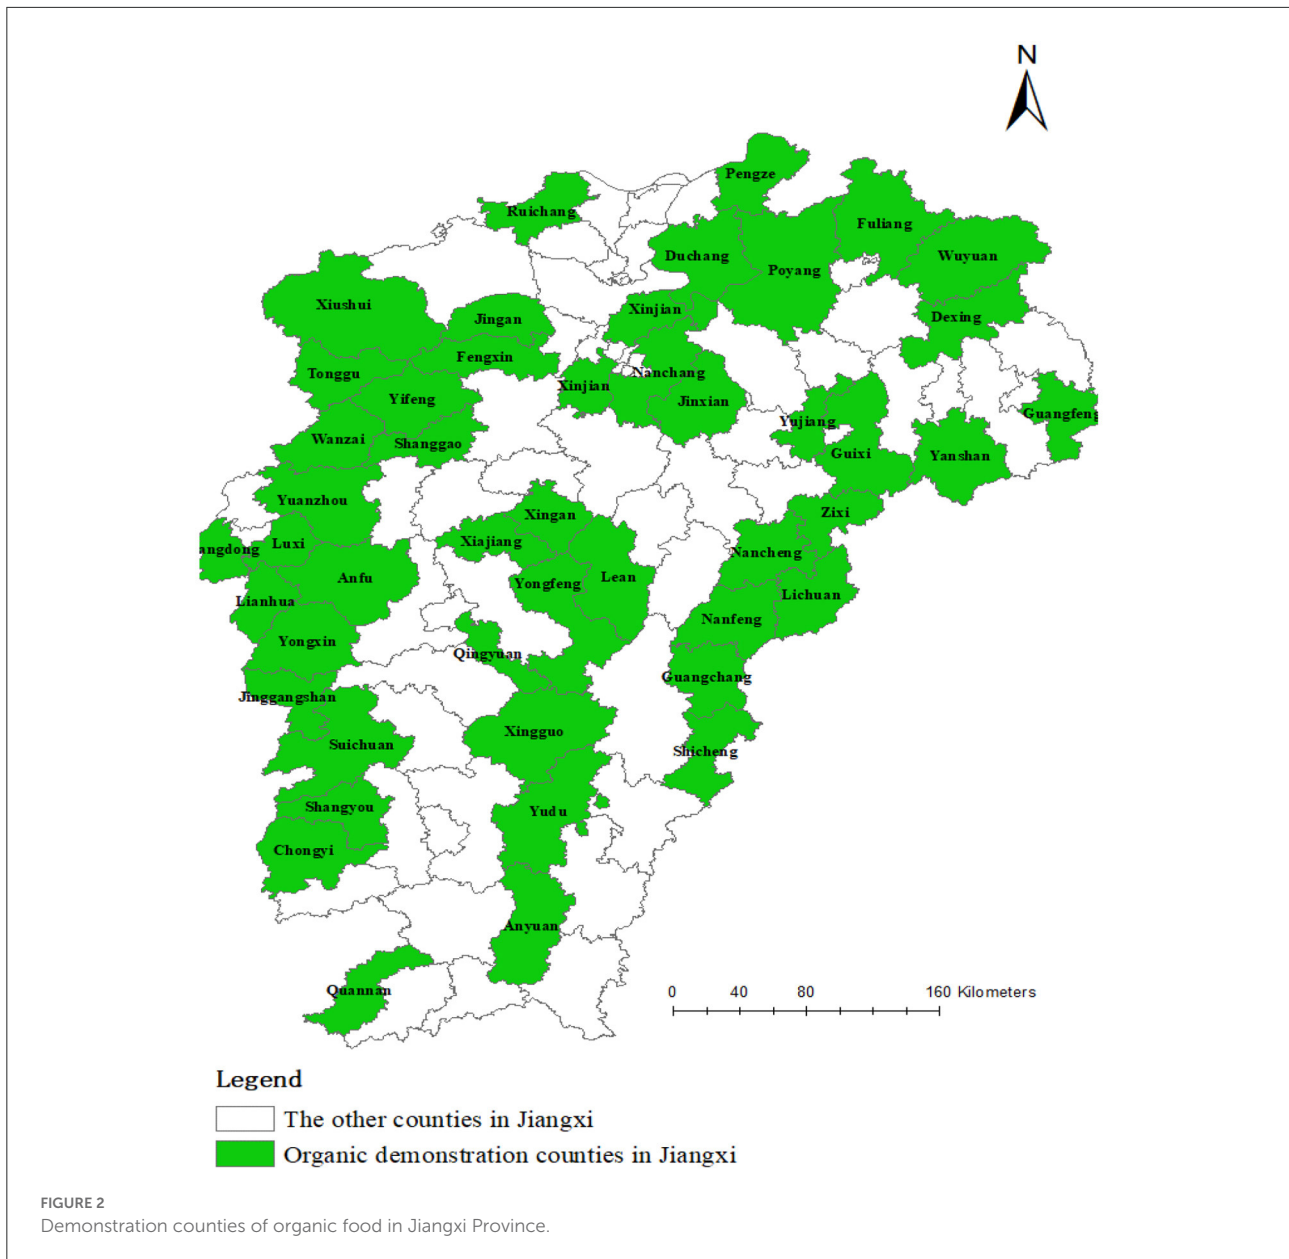 N
Pengze
Ruichang
Fuliang
Duchang
Wuyuan
Poyang
Xiushui
Xinjian
Jingan
Dexing
Fengxin
Tonggu
Nanchang
Xinjian
Yifeng
Jinxian
Guangfeng
Yujiang
Wanzai
Shanggao
Guixi
Yanshan
Yuanzhou
Zixi
Xingan
Xiajiang
Luxi
angdong
Nancheng
Anfu
Lean
Yongfeng
Lichuan
Lianhua
Nanfeng
Yongxin
Qingyuan
Guangchang
Jinggangshan
Xingguo
Suichuan
Shicheng
Shangyou
Yudu
Chongyi
Anyuan
Quannan
0 40 80 160 Kilometers
Legend
The other counties in Jiangxi
Organic demonstration counties in Jiangxi
FIGURE 2
Demonstration counties of organic food in Jiangxi Province.